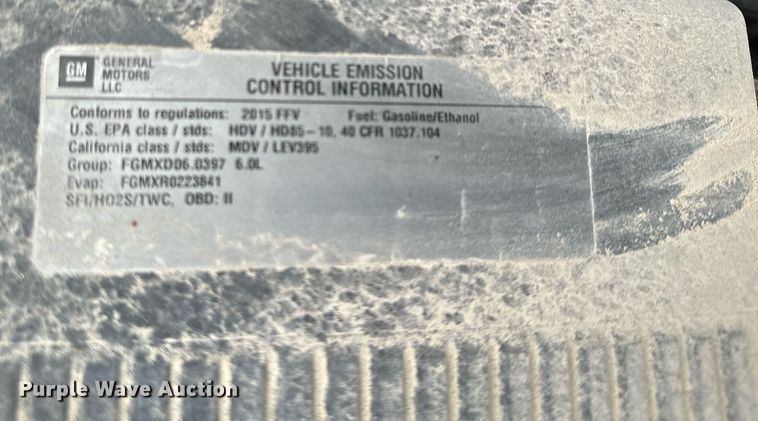 GM
GENERAL
MOTORS
LLC
VEHICLE EMISSION
CONTROL INFORMATION
Conforms to regulations: 2015 FFV Fuel: Gasoline/Ethanol
U.S. EPA class / stds: HDV / HD85-10, 40 CFR 1037.104
California class / stds: MDV / LEV395
Group: FGMXD06.0397 6.0L
Evap: FGMXR0223841
SFI/HO2S/TWC, OBD: II
Purple Wave Auction